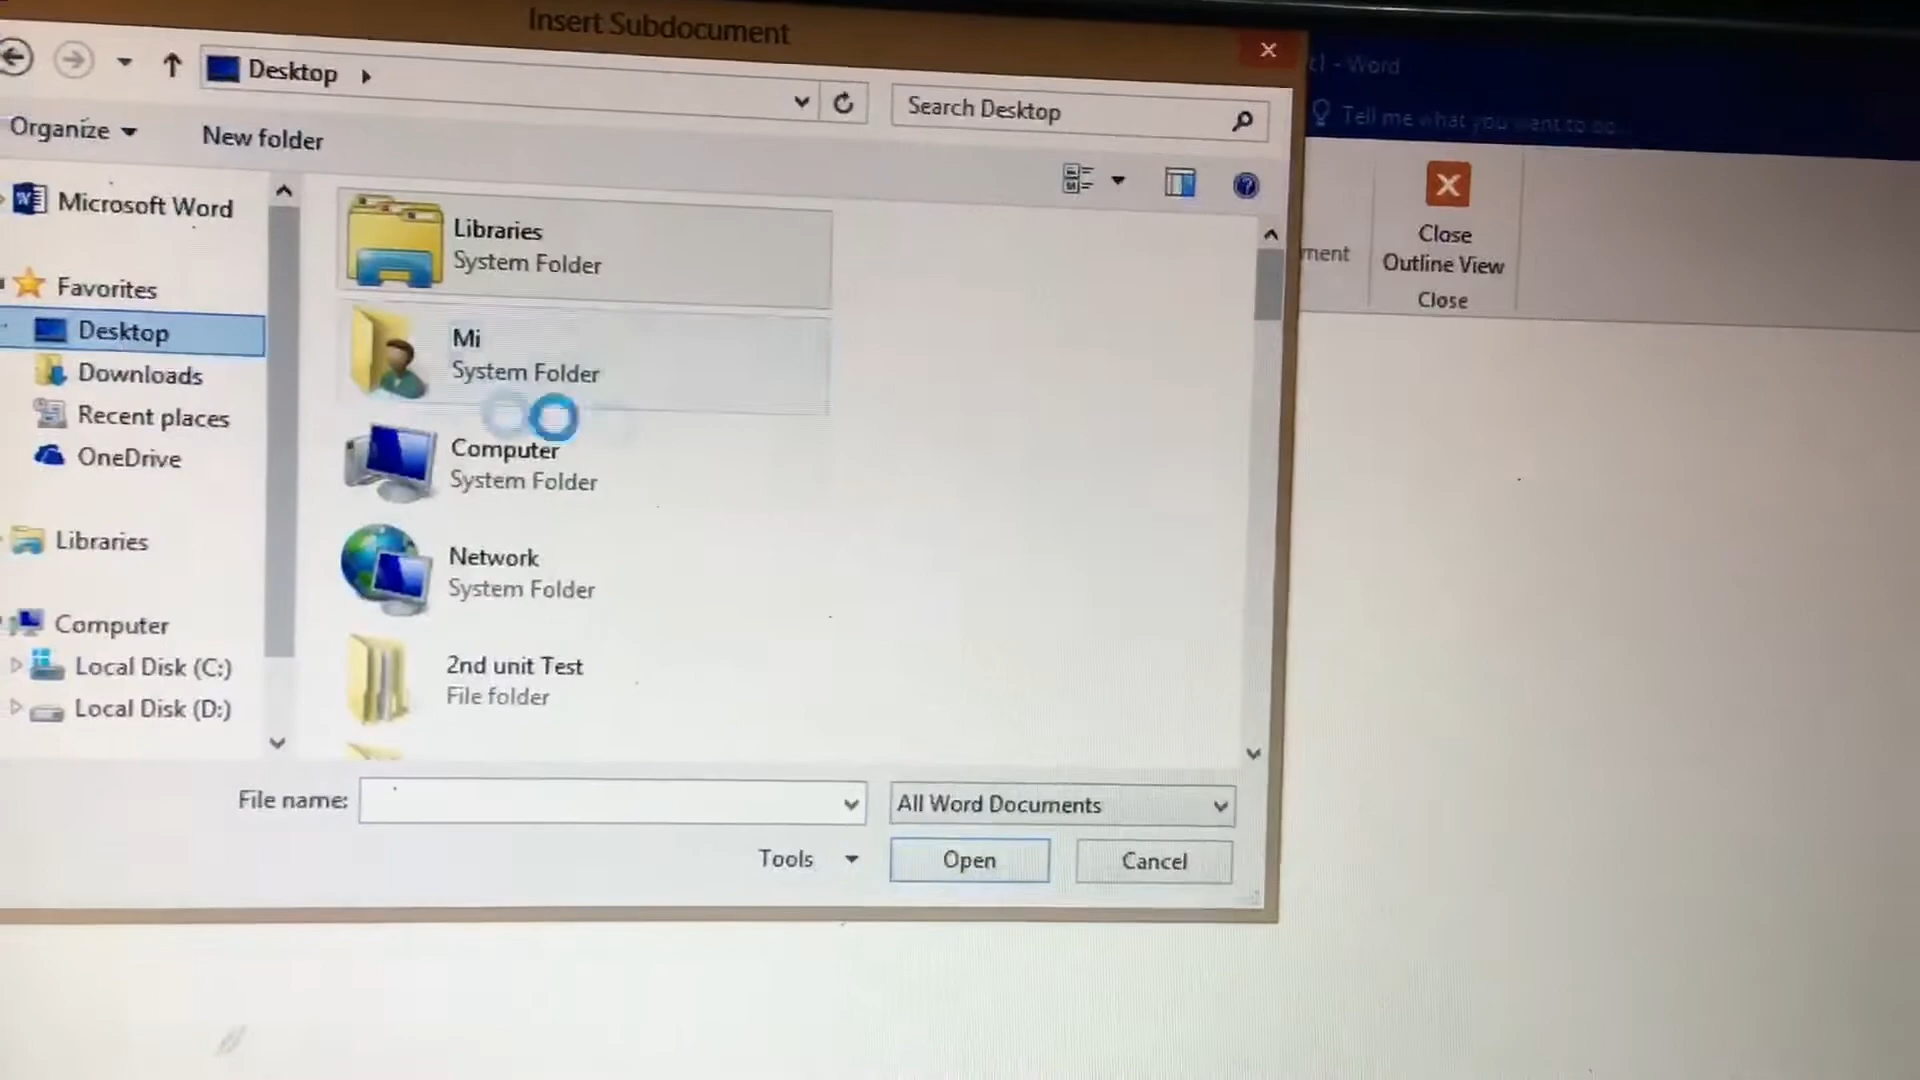 Insert Subdocument
Desktop
Search Desktop
t1 - Word
Tell me what you want to do...
Organize
New folder
Microsoft Word
Favorites
Desktop
Downloads
Recent places
OneDrive
Libraries
Computer
Local Disk (C:)
Local Disk (D:)
Libraries
System Folder
Mi
System Folder
Computer
System Folder
Network
System Folder
2nd unit Test
File folder
ment
Close
Outline View
Close
File name:
All Word Documents
Tools
Open
Cancel